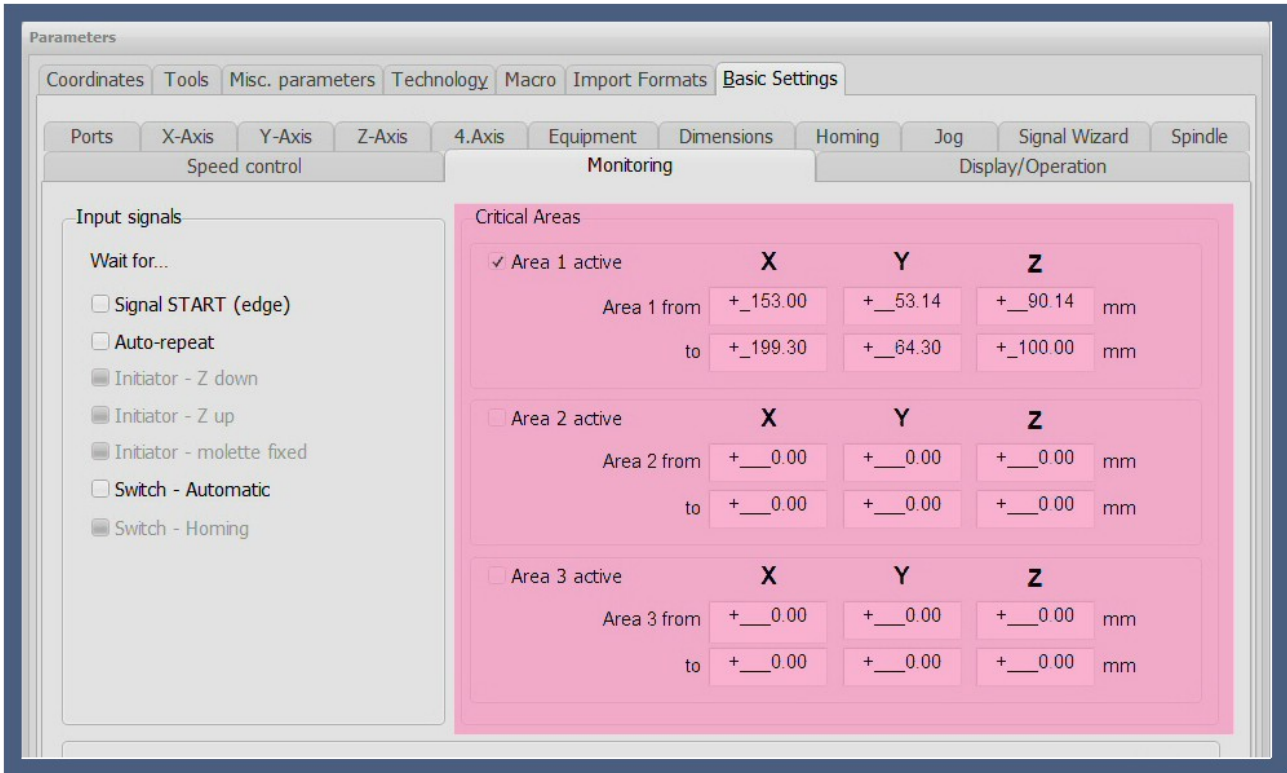 Parameters
Coordinates Tools Misc. parameters Technology Macro Import Formats Basic Settings
Ports X-Axis Y-Axis Z-Axis 4.Axis Equipment Dimensions Homing Jog Signal Wizard Spindle
Speed control Monitoring Display/Operation
Input signals
Wait for...
Signal START (edge)
Auto-repeat
Initiator - Z down
Initiator - Z up
Initiator - molette fixed
Switch - Automatic
Switch - Homing
Critical Areas
Area 1 active X Y Z
Area 1 from +_153.00 +__53.14 +__90.14 mm
to +_199.30 +__64.30 +_100.00 mm
Area 2 active X Y Z
Area 2 from +___0.00 +___0.00 +___0.00 mm
to +___0.00 +___0.00 +___0.00 mm
Area 3 active X Y Z
Area 3 from +___0.00 +___0.00 +___0.00 mm
to +___0.00 +___0.00 +___0.00 mm